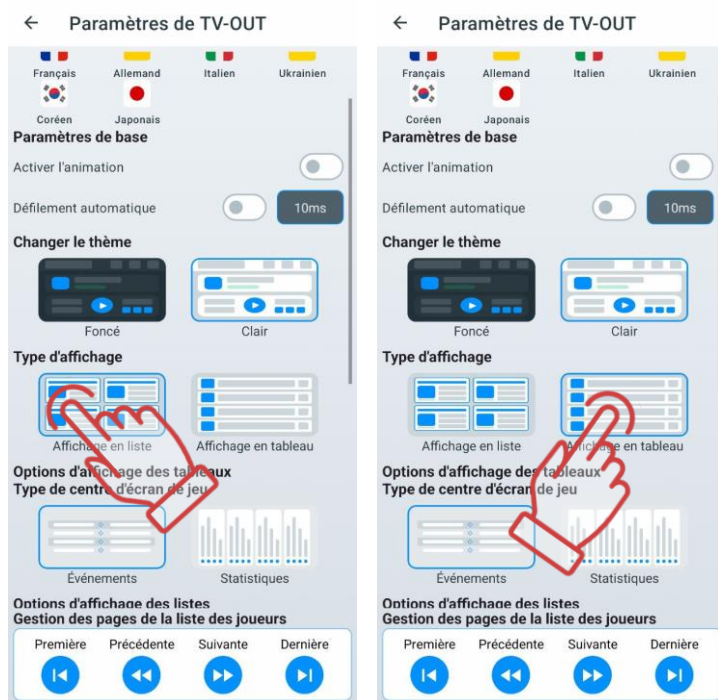 Paramètres de TV-OUT
Français Allemand Italien Ukrainien
Coréen Japonais
Paramètres de base
Activer l'animation
Défilement automatique 10ms
Changer le thème
Foncé Clair
Type d'affichage
Affichage en liste Affichage en tableau
Options d'affichage des tableaux
Type de centre d'écran de jeu
Événements Statistiques
Options d'affichage des listes
Gestion des pages de la liste des joueurs
Première Précédente Suivante Dernière
Paramètres de TV-OUT
Français Allemand Italien Ukrainien
Coréen Japonais
Paramètres de base
Activer l'animation
Défilement automatique 10ms
Changer le thème
Foncé Clair
Type d'affichage
Affichage en liste Affichage en tableau
Options d'affichage des tableaux
Type de centre d'écran de jeu
Événements Statistiques
Options d'affichage des listes
Gestion des pages de la liste des joueurs
Première Précédente Suivante Dernière